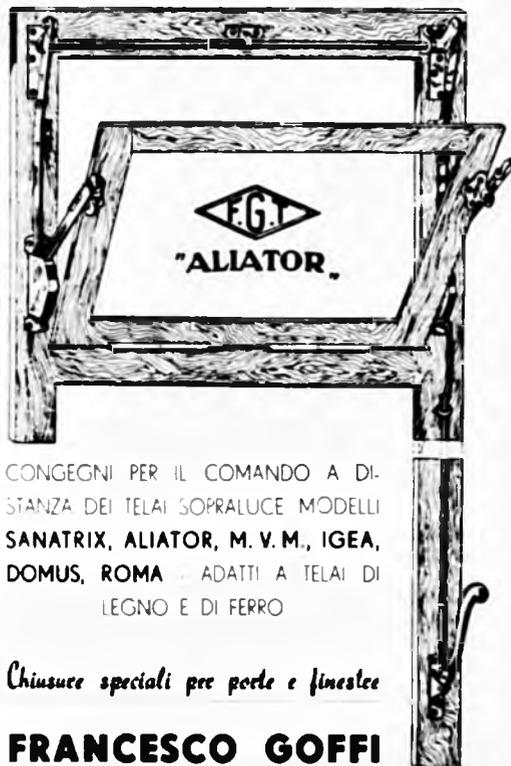 F.G.T
"ALIATOR„
CONGEGNI PER IL COMANDO A DI-
STANZA DEI TELAI SOPRALUCE MODELLI
SANATRIX, ALIATOR, M. V. M., IGEA,
DOMUS, ROMA - ADATTI A TELAI DI
LEGNO E DI FERRO
Chiusure speciali per porte e finestre
FRANCESCO GOFFI